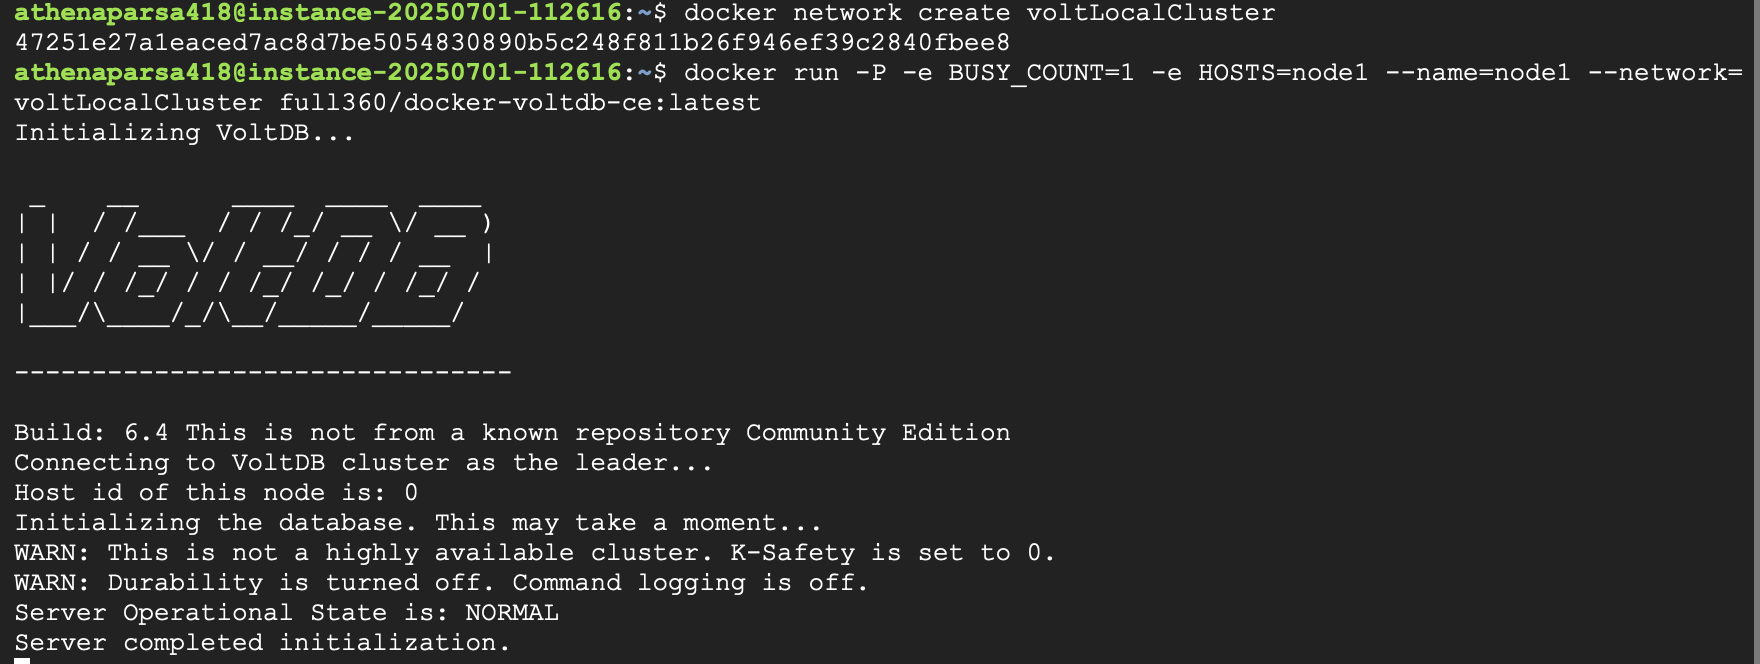 athenaparsa418@instance-20250701-112616:~$ docker network create voltLocalCluster
47251e27a1eaced7ac8d7be5054830890b5c248f811b26f946ef39c2840fbee8
athenaparsa418@instance-20250701-112616:~$ docker run -P -e BUSY_COUNT=1 -e HOSTS=node1 --name=node1 --network=
voltLocalCluster full360/docker-voltdb-ce:latest
Initializing VoltDB...
 _    __      ____  ____  ____
| |  / /___  / / /_/ __ \/ __ )
| | / / __ \/ / __/ / / / __  |
| |/ / /_/ / / /_/ /_/ / /_/ /
|___/\____/_/\__/_____/_____/
--------------------------------
Build: 6.4 This is not from a known repository Community Edition
Connecting to VoltDB cluster as the leader...
Host id of this node is: 0
Initializing the database. This may take a moment...
WARN: This is not a highly available cluster. K-Safety is set to 0.
WARN: Durability is turned off. Command logging is off.
Server Operational State is: NORMAL
Server completed initialization.